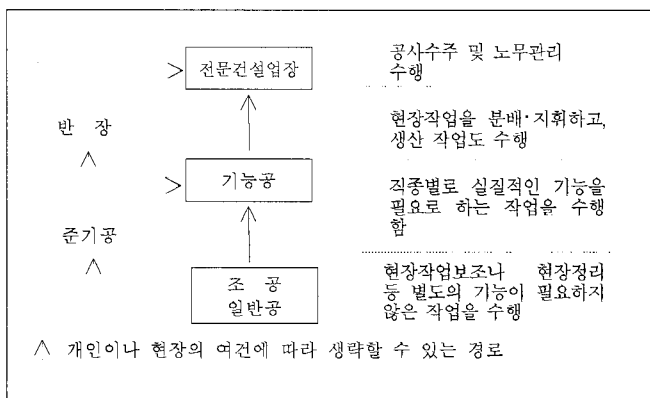 전문건설업장
공사수주 및 노무관리
수행
반 장
현장작업을 분배·지휘하고,
생산 작업도 수행
기능공
직종별로 실질적인 기능을
필요로 하는 작업을 수행
함
준기공
조 공
일반공
현장작업보조나 현장정리
등 별도의 기능이 필요하지
않은 작업을 수행
∧ 개인이나 현장의 여건에 따라 생략할 수 있는 경로